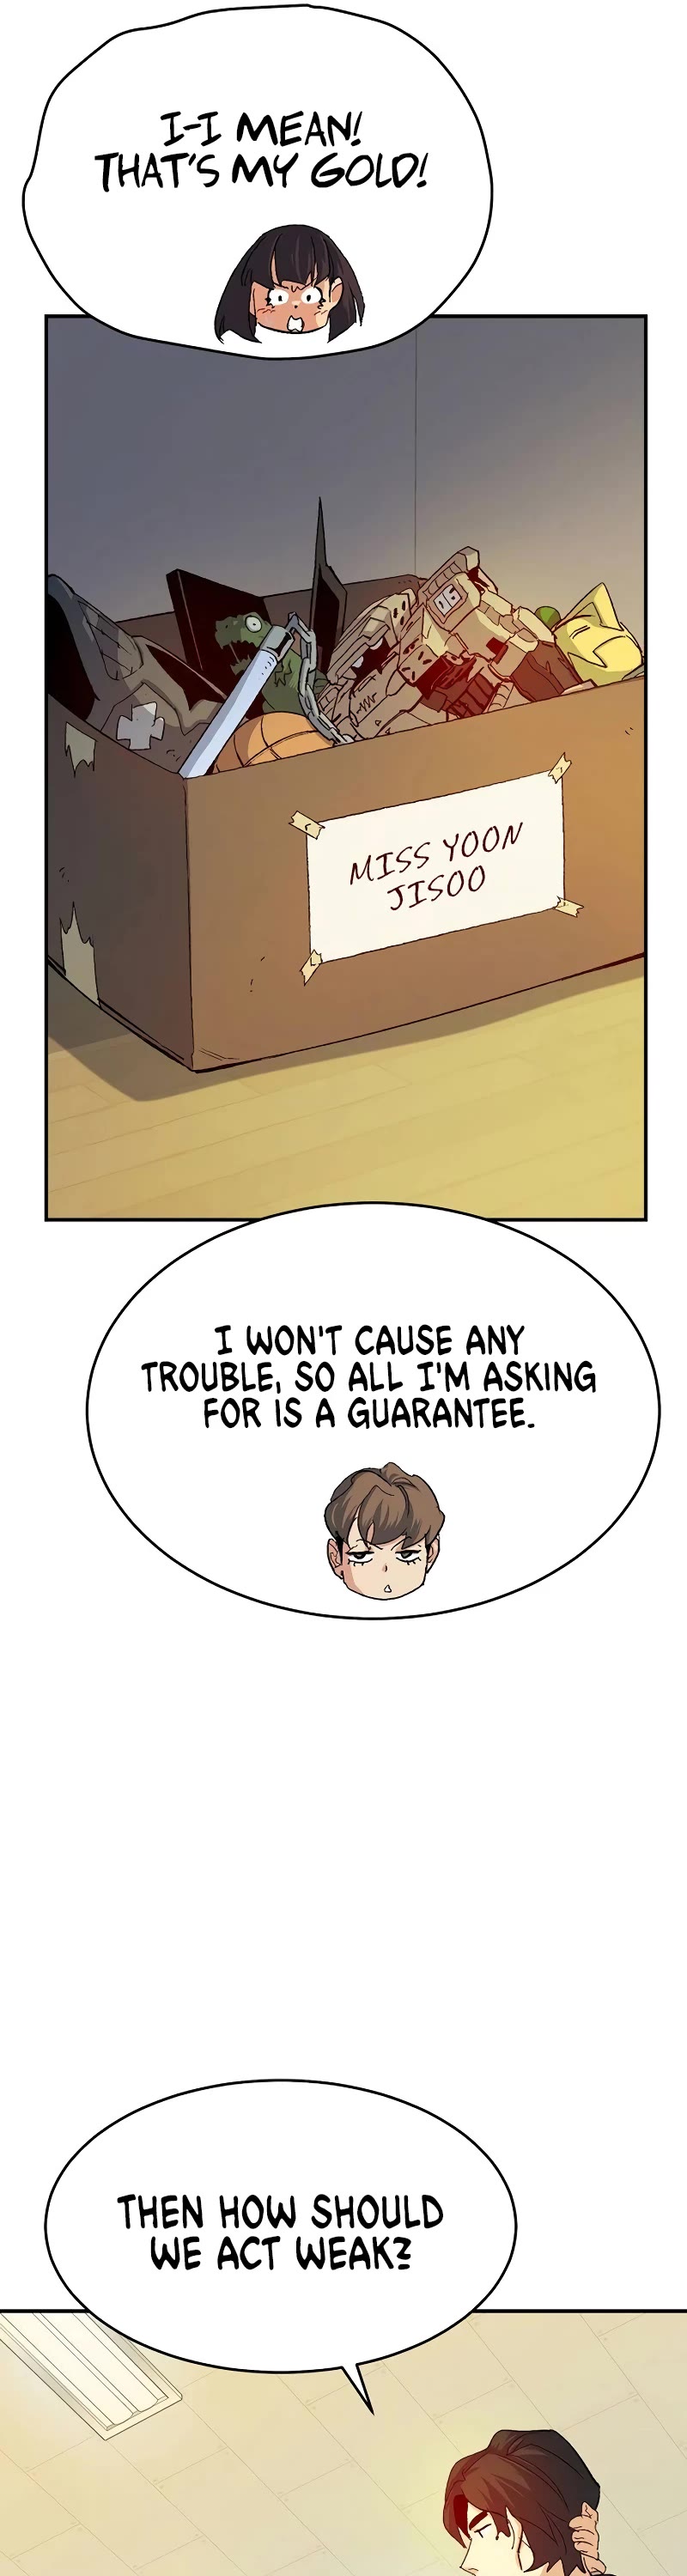 I-I MEAN!
THAT'S MY GOLD!
MISS YOON
JISOO
I WON'T CAUSE ANY
TROUBLE, SO ALL I'M ASKING
FOR IS A GUARANTEE.
THEN HOW SHOULD
WE ACT WEAK?